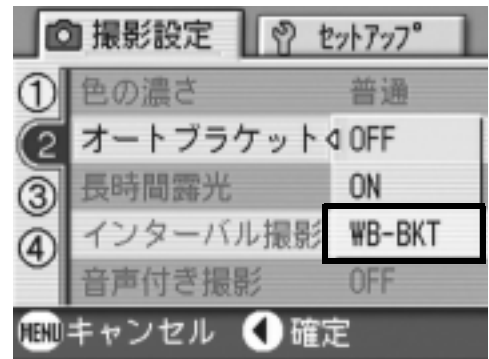 撮影設定 セットアップ
① 色の濃さ 普通
2 オートブラケット OFF
③ 長時間露光 ON
④ インターバル撮影 WB-BKT
音声付き撮影 OFF
MENU キャンセル 確定